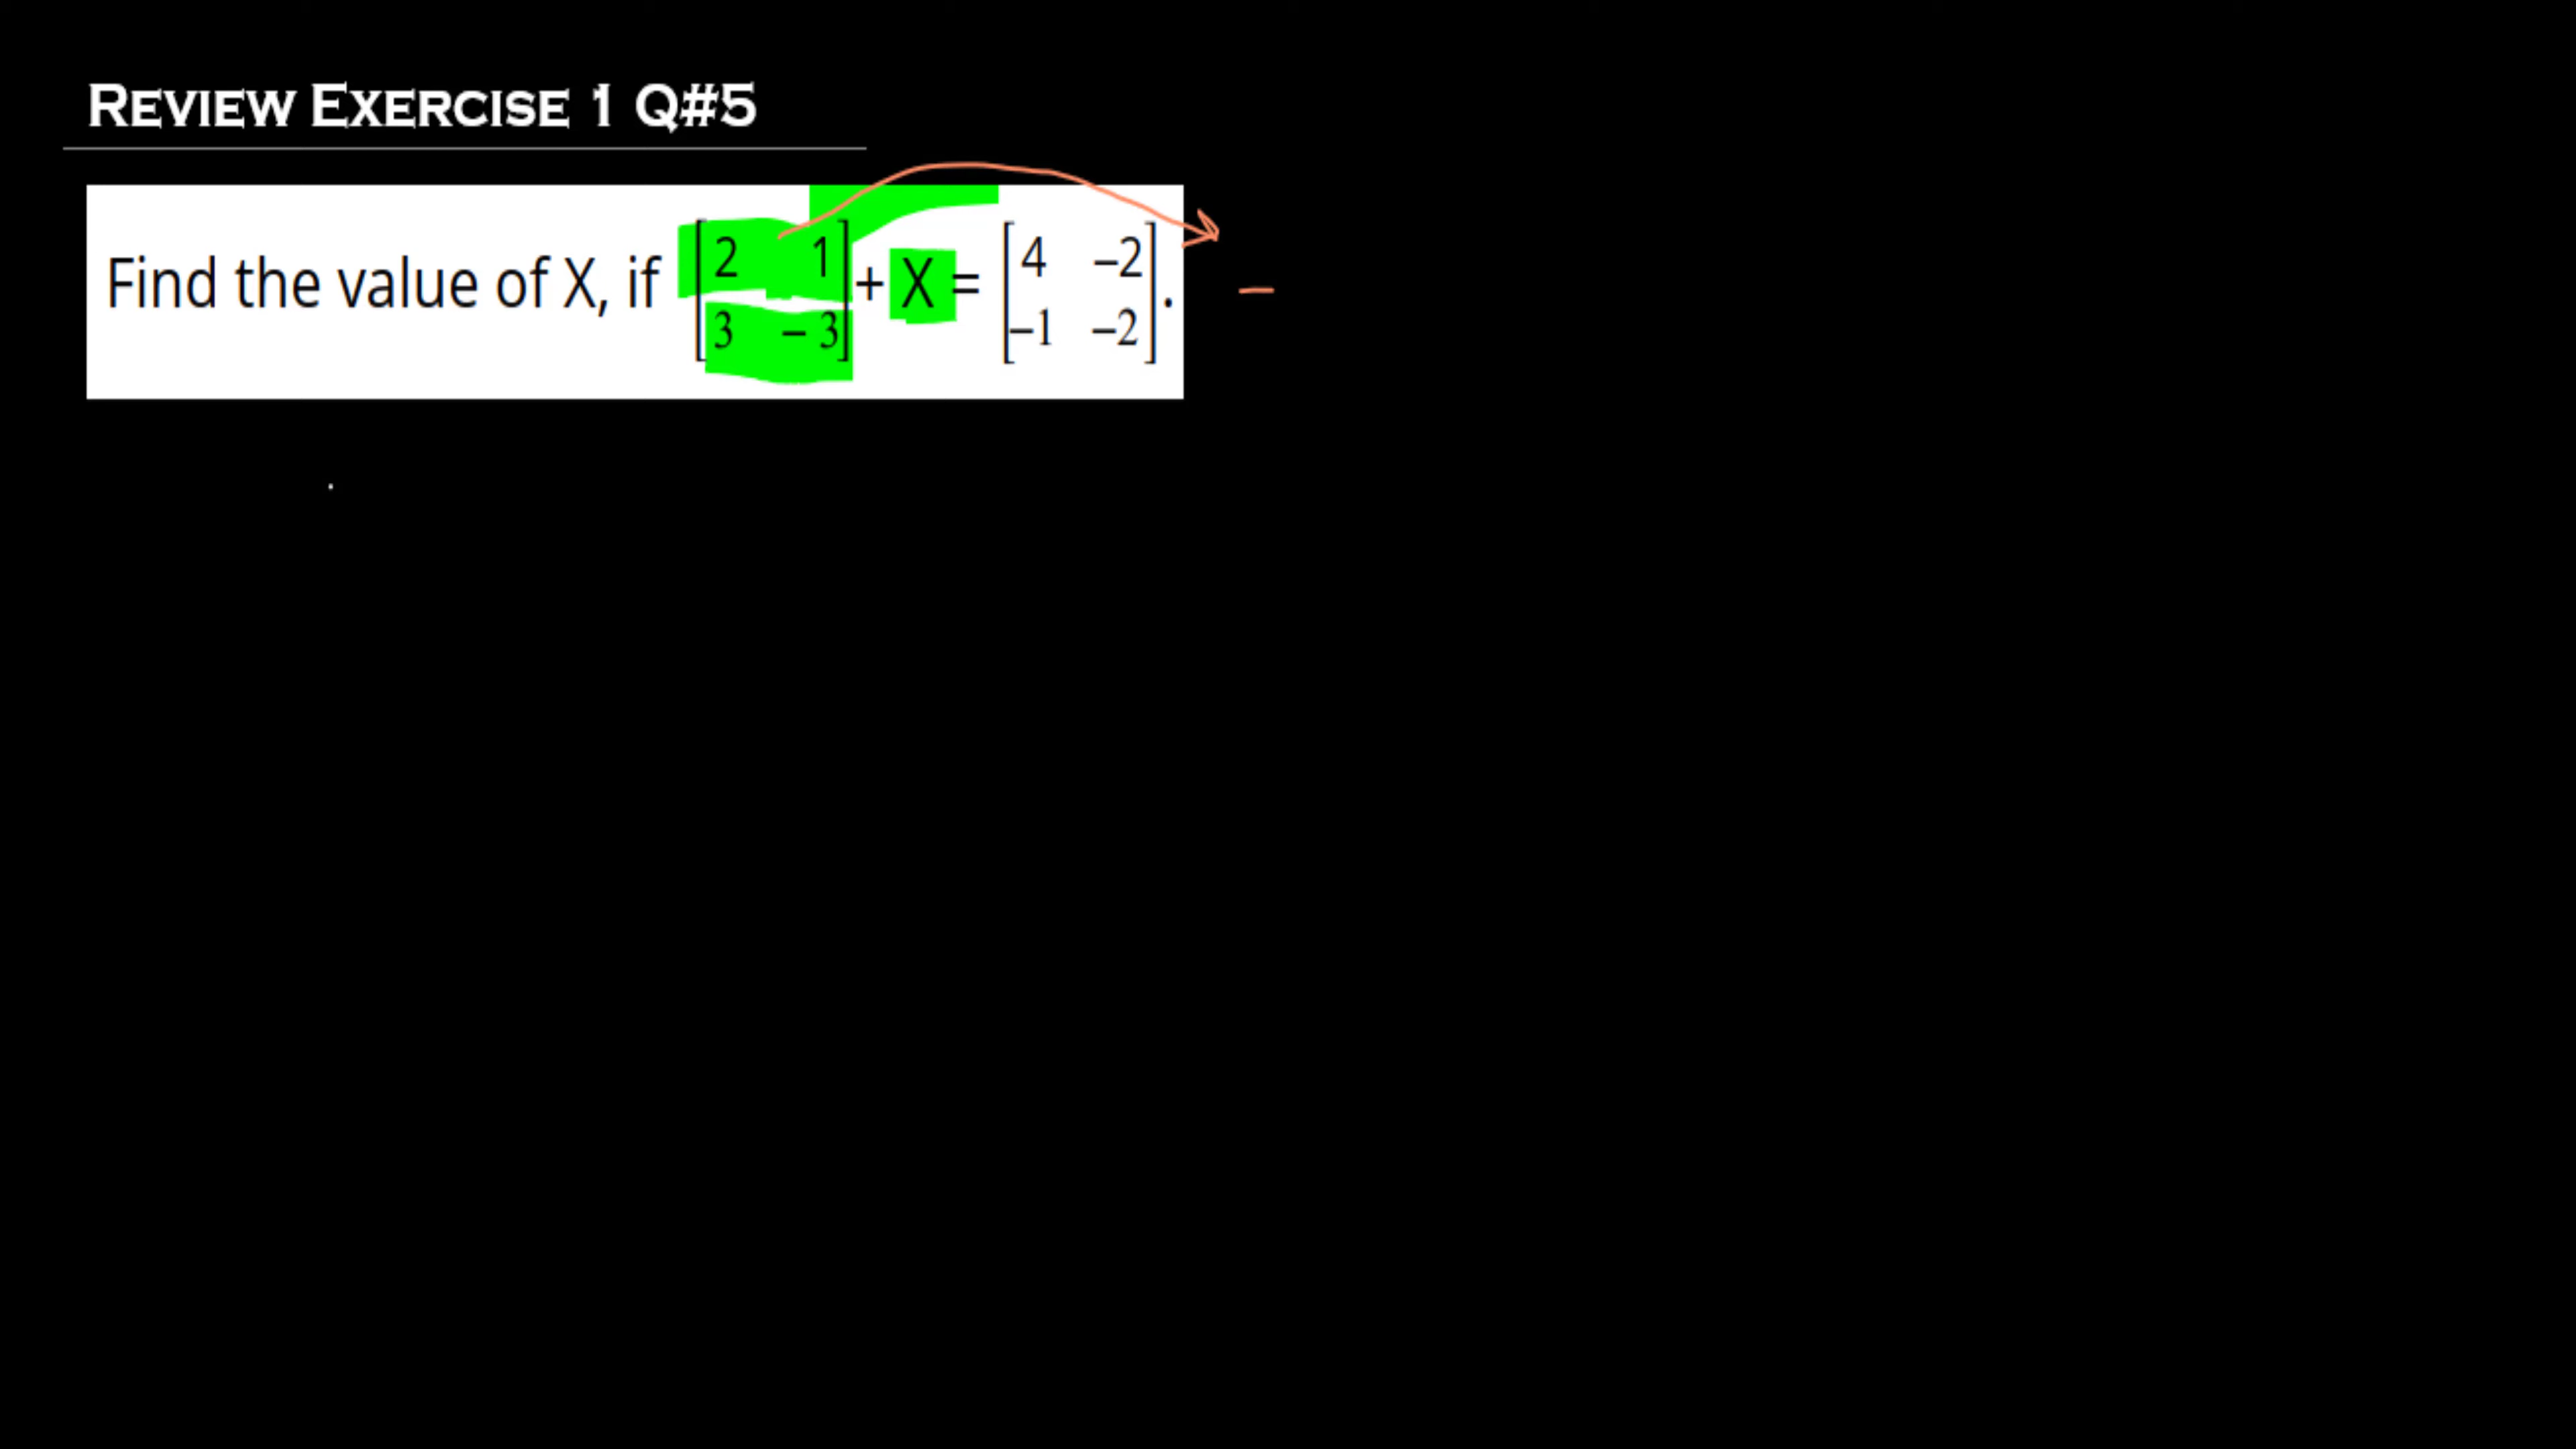 REVIEW EXERCISE 1 Q#5
Find the value of X, if [2 1; 3 – 3] + X = [4 –2; –1 –2]. –